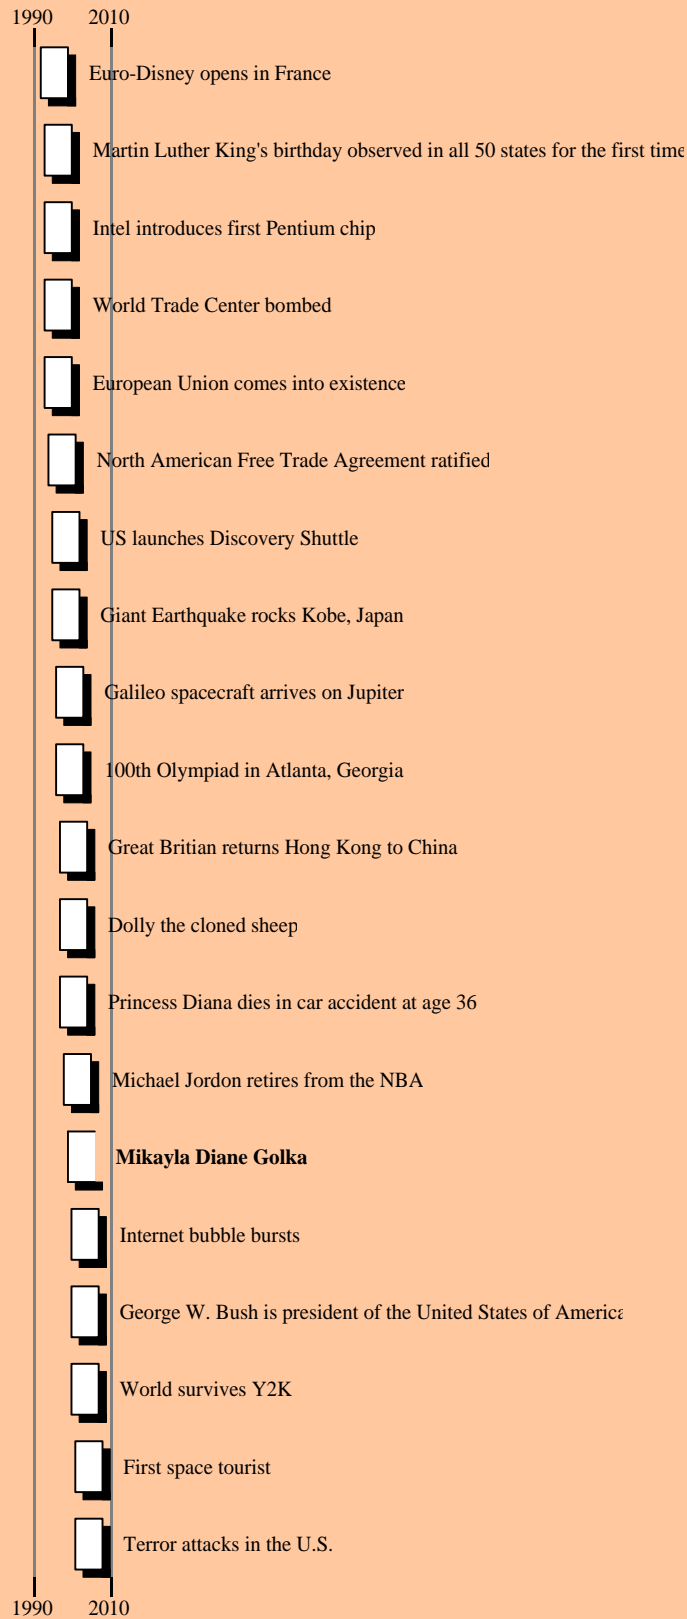 1990 2010
Euro-Disney opens in France
Martin Luther King's birthday observed in all 50 states for the first time
Intel introduces first Pentium chip
World Trade Center bombed
European Union comes into existence
North American Free Trade Agreement ratified
US launches Discovery Shuttle
Giant Earthquake rocks Kobe, Japan
Galileo spacecraft arrives on Jupiter
100th Olympiad in Atlanta, Georgia
Great Britian returns Hong Kong to China
Dolly the cloned sheep
Princess Diana dies in car accident at age 36
Michael Jordon retires from the NBA
Mikayla Diane Golka
Internet bubble bursts
George W. Bush is president of the United States of America
World survives Y2K
First space tourist
Terror attacks in the U.S.
1990 2010